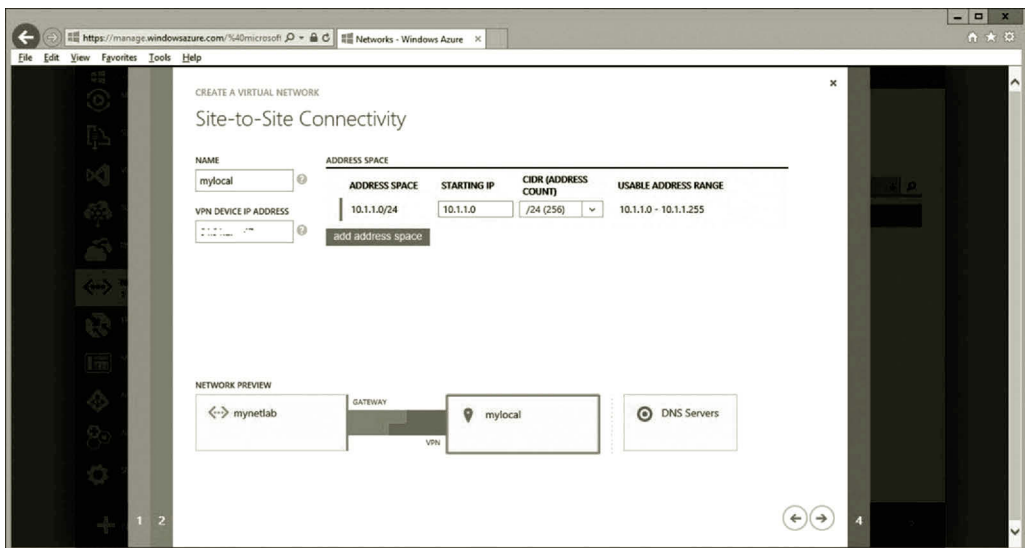 https://manage.windowsazure.com/%40microsoft
Networks - Windows Azure
File Edit View Favorites Tools Help
CREATE A VIRTUAL NETWORK
Site-to-Site Connectivity
NAME
mylocal
VPN DEVICE IP ADDRESS
ADDRESS SPACE
ADDRESS SPACE STARTING IP CIDR (ADDRESS COUNT) USABLE ADDRESS RANGE
10.1.1.0/24 10.1.1.0 /24 (256) 10.1.1.0 - 10.1.1.255
add address space
NETWORK PREVIEW
mynetlab
GATEWAY
VPN
mylocal
DNS Servers
1 2
4